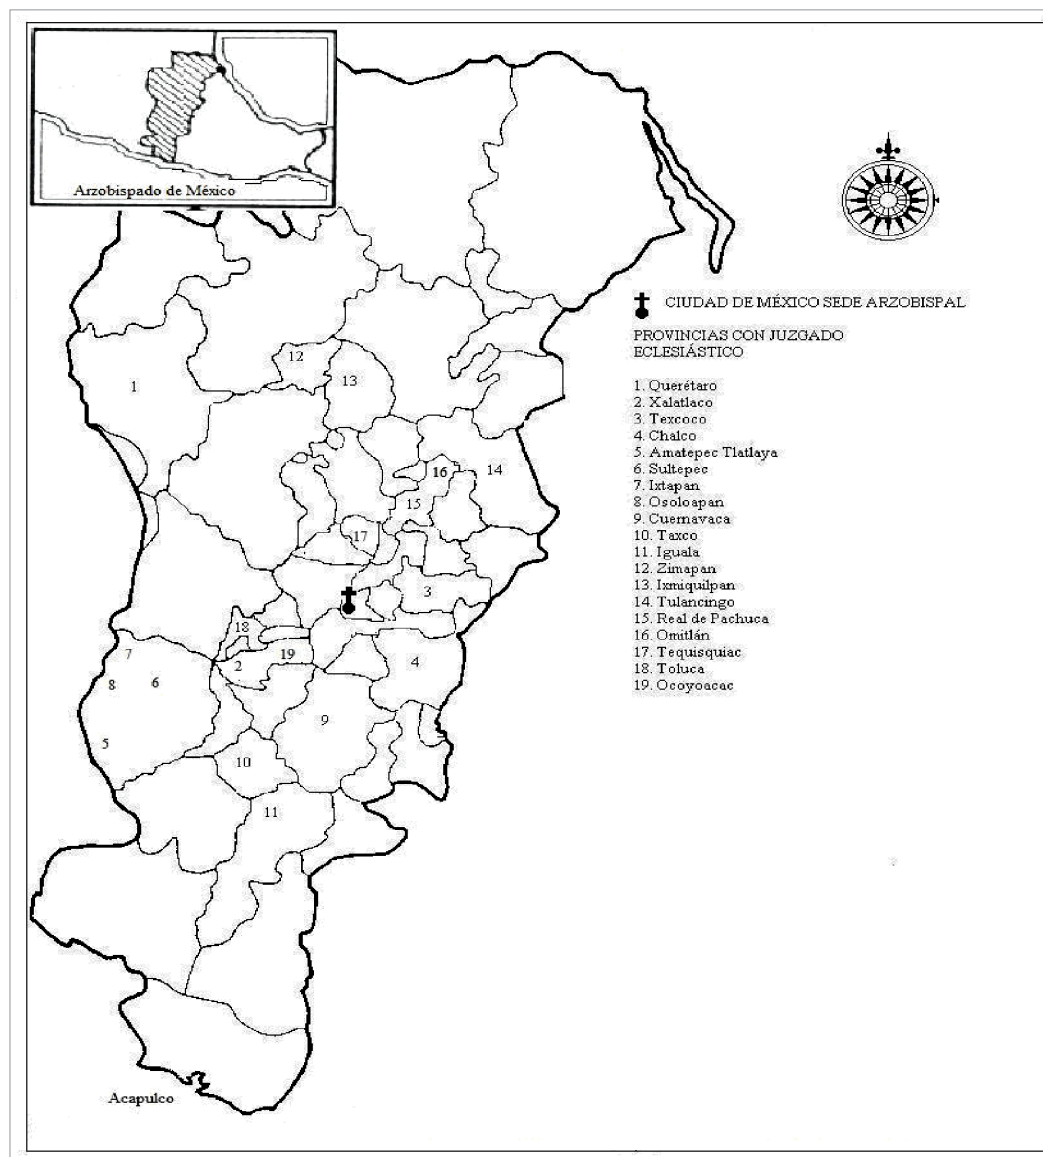 Arzobispado de México
CIUDAD DE MÉXICO SEDE ARZOBISPAL
PROVINCIAS CON JUZGADO
ECLESIÁSTICO
1. Querétaro
2. Xalatlaco
3. Texcoco
4. Chalco
5. Amatepec Tlatlaya
6. Sultepec
7. Ixtapan
8. Osoloapan
9. Cuernavaca
10. Taxco
11. Iguala
12. Zimapan
13. Ixmiquilpan
14. Tulancingo
15. Real de Pachuca
16. Omitlán
17. Tequisquiac
18. Toluca
19. Ocoyoacac
12
13
1
16
14
15
17
3
18
19
2
4
7
8
6
9
5
10
11
Acapulco